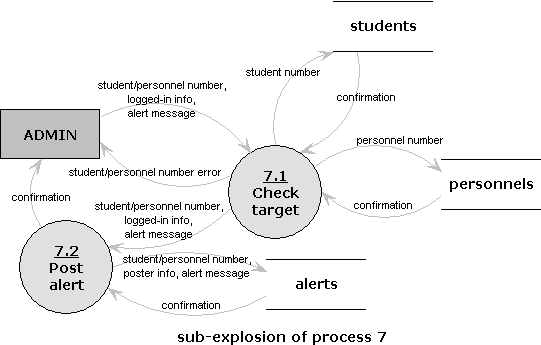 students
student/personnel number,
logged-in info,
alert message
student number
confirmation
ADMIN
personnel number
student/personnel number error
7.1
Check
target
personnels
confirmation
student/personnel number,
logged-in info,
alert message
confirmation
7.2
Post
alert
student/personnel number,
poster info, alert message
alerts
confirmation
sub-explosion of process 7